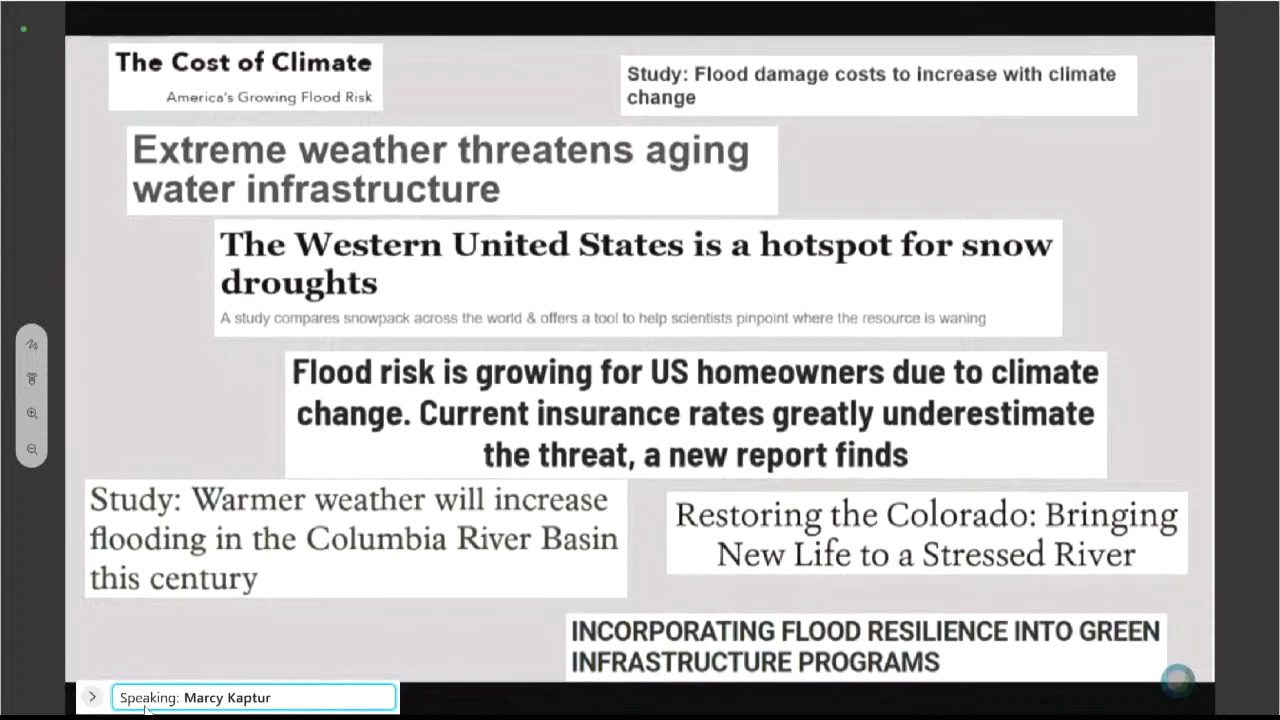 The Cost of Climate
America's Growing Flood Risk
Study: Flood damage costs to increase with climate
change
Extreme weather threatens aging
water infrastructure
The Western United States is a hotspot for snow
droughts
A study compares snowpack across the world & offers a tool to help scientists pinpoint where the resource is waning
Flood risk is growing for US homeowners due to climate
change. Current insurance rates greatly underestimate
the threat, a new report finds
Study: Warmer weather will increase
flooding in the Columbia River Basin
this century
Restoring the Colorado: Bringing
New Life to a Stressed River
INCORPORATING FLOOD RESILIENCE INTO GREEN
INFRASTRUCTURE PROGRAMS
Speaking: Marcy Kaptur